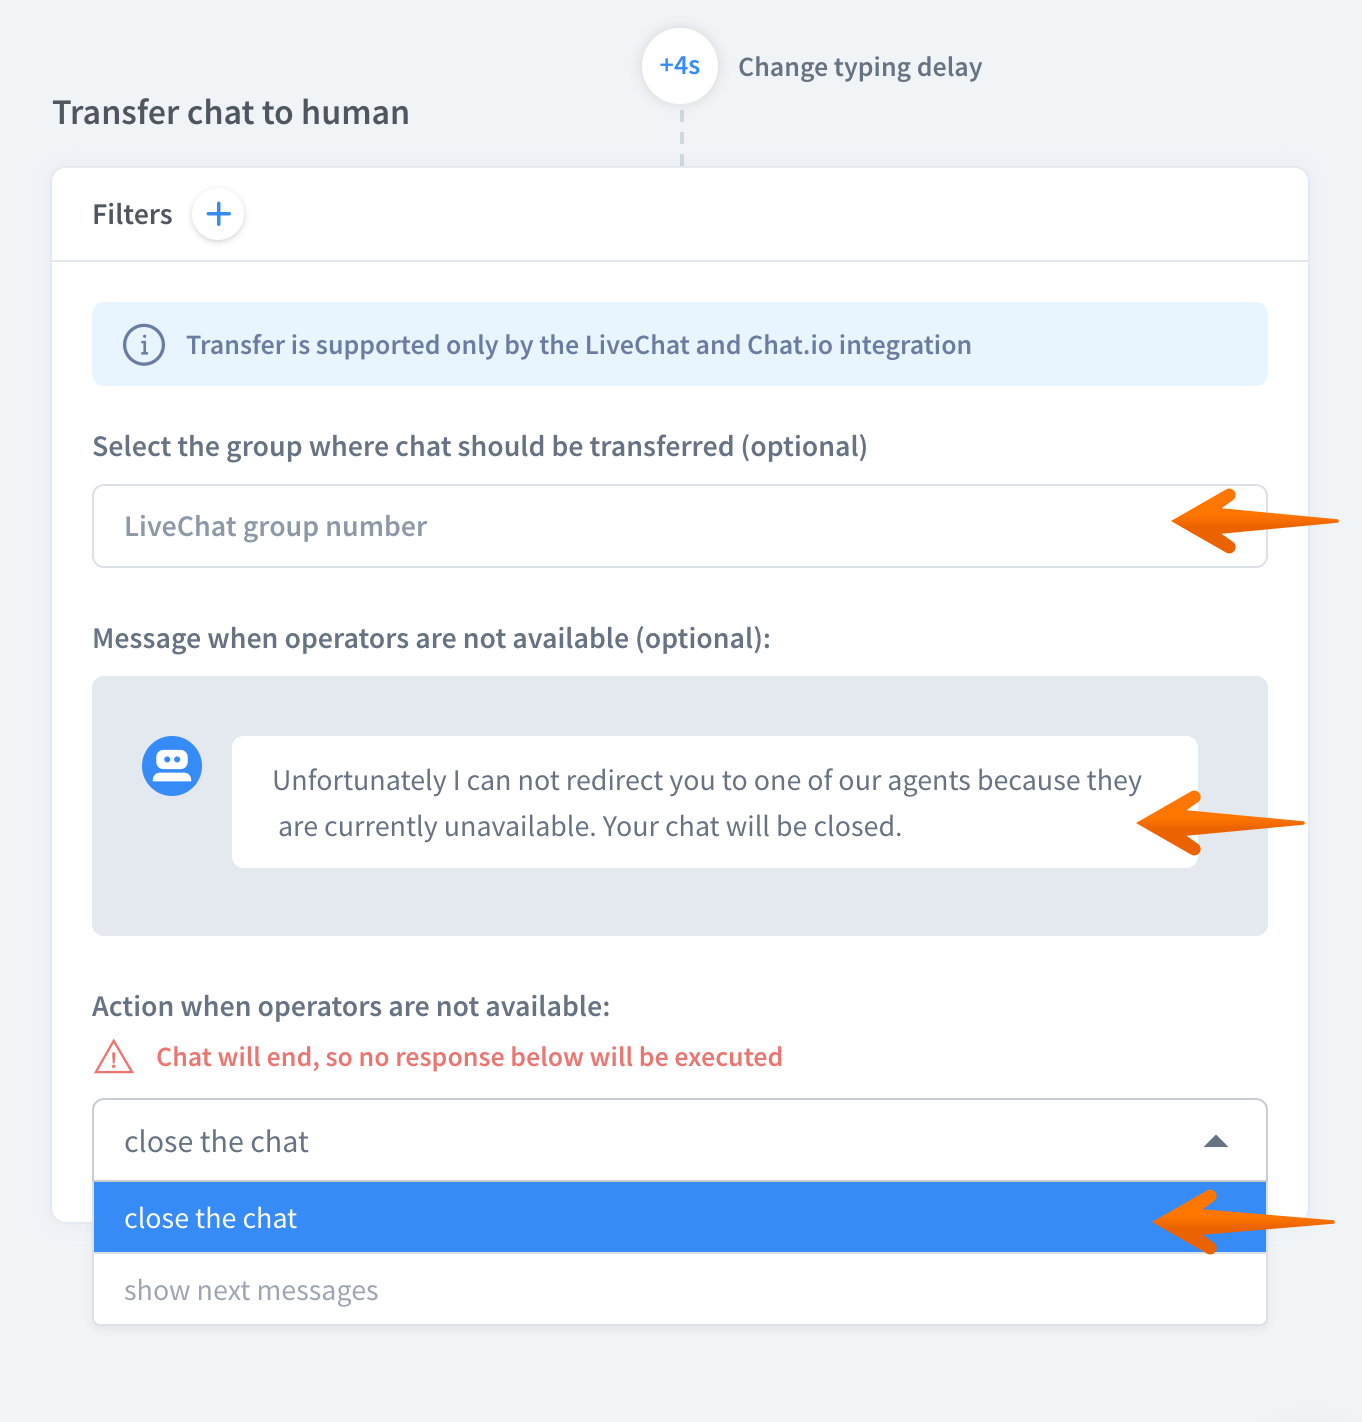 +4s
Change typing delay
Transfer chat to human
Filters
Transfer is supported only by the LiveChat and Chat.io integration
Select the group where chat should be transferred (optional)
LiveChat group number
Message when operators are not available (optional):
Unfortunately I can not redirect you to one of our agents because they
are currently unavailable. Your chat will be closed.
Action when operators are not available:
Chat will end, so no response below will be executed
close the chat
close the chat
show next messages